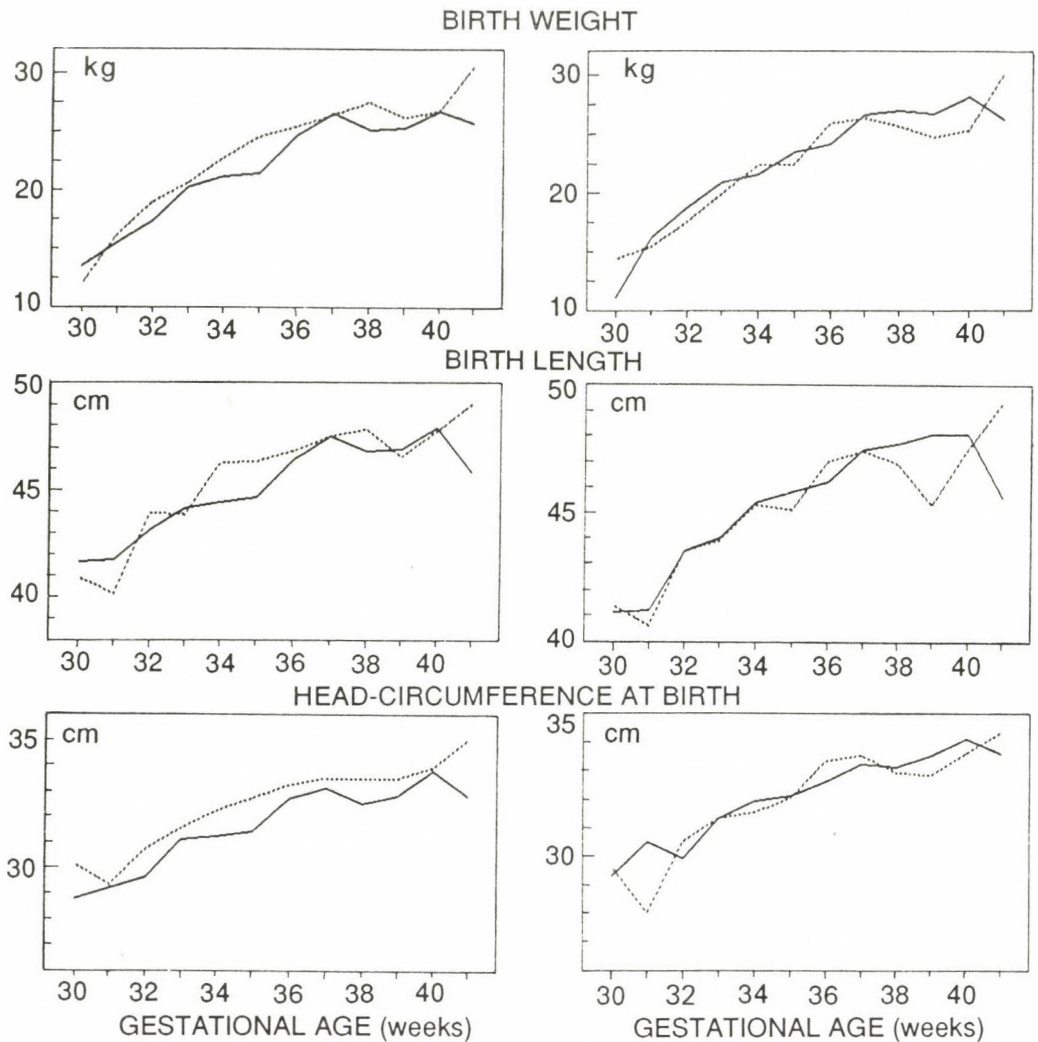 BIRTH WEIGHT
kg
30
20
10
30 32 34 36 38 40
kg
30
20
10
30 32 34 36 38 40
BIRTH LENGTH
cm
50
45
40
30 32 34 36 38 40
cm
50
45
40
30 32 34 36 38 40
HEAD-CIRCUMFERENCE AT BIRTH
cm
35
30
30 32 34 36 38 40
GESTATIONAL AGE (weeks)
cm
35
30
30 32 34 36 38 40
GESTATIONAL AGE (weeks)